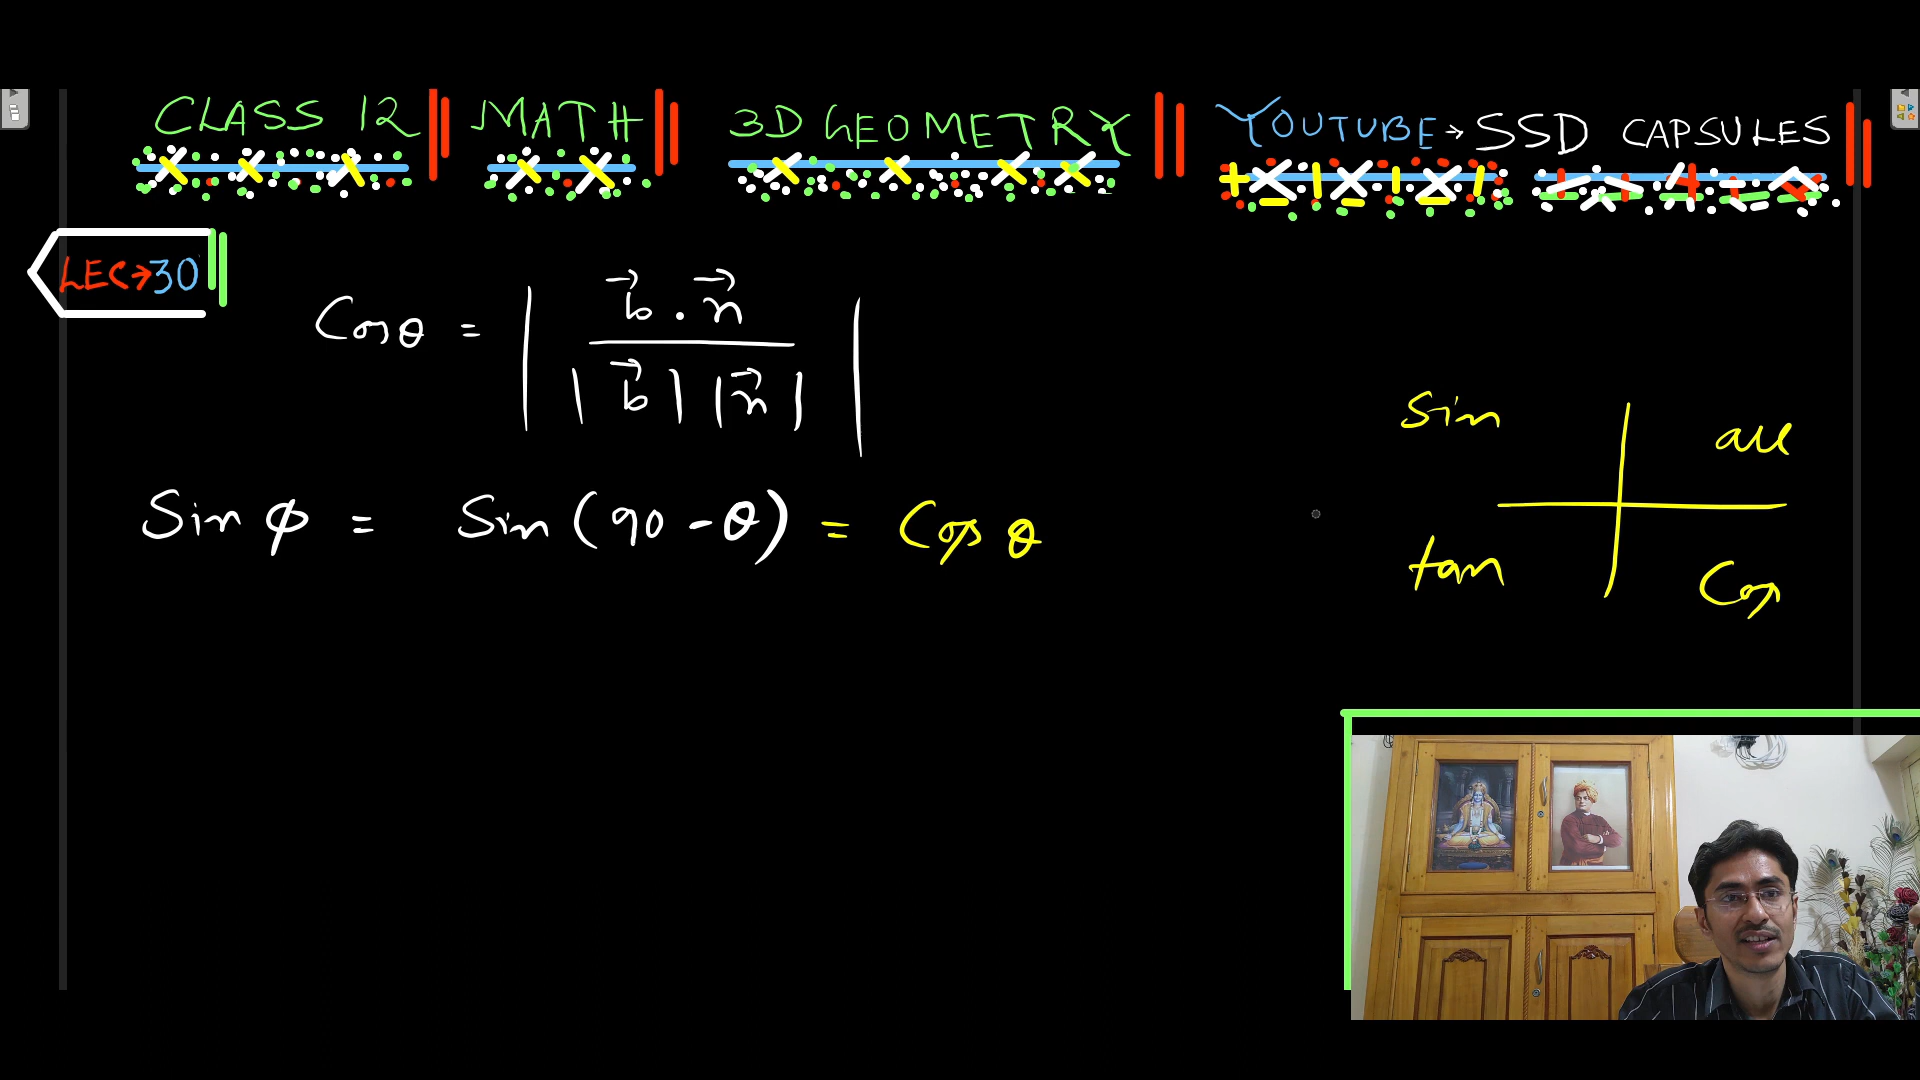 CLASS 12 || MATH || 3D GEOMETRY || YOUTUBE → SSD CAPSULES ||
LEC→30
Cosθ = | b⃗ . n⃗ / |b⃗| |n⃗| |
Sin ϕ = Sin (90 - θ) = Cos θ
Sin all
tan Cos